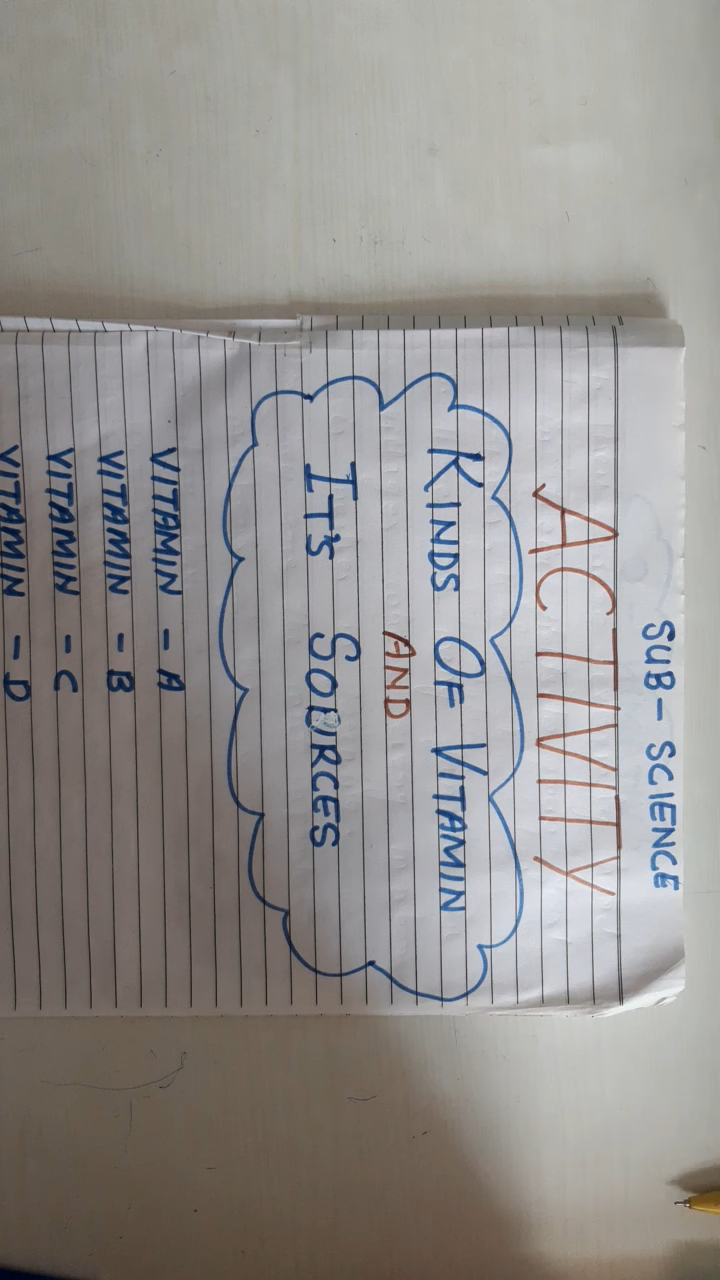 SUB - SCIENCE
ACTIVITY
KINDS OF VITAMIN
AND
IT'S SOURCES
VITAMIN - A
VITAMIN - B
VITAMIN - C
VITAMIN - D